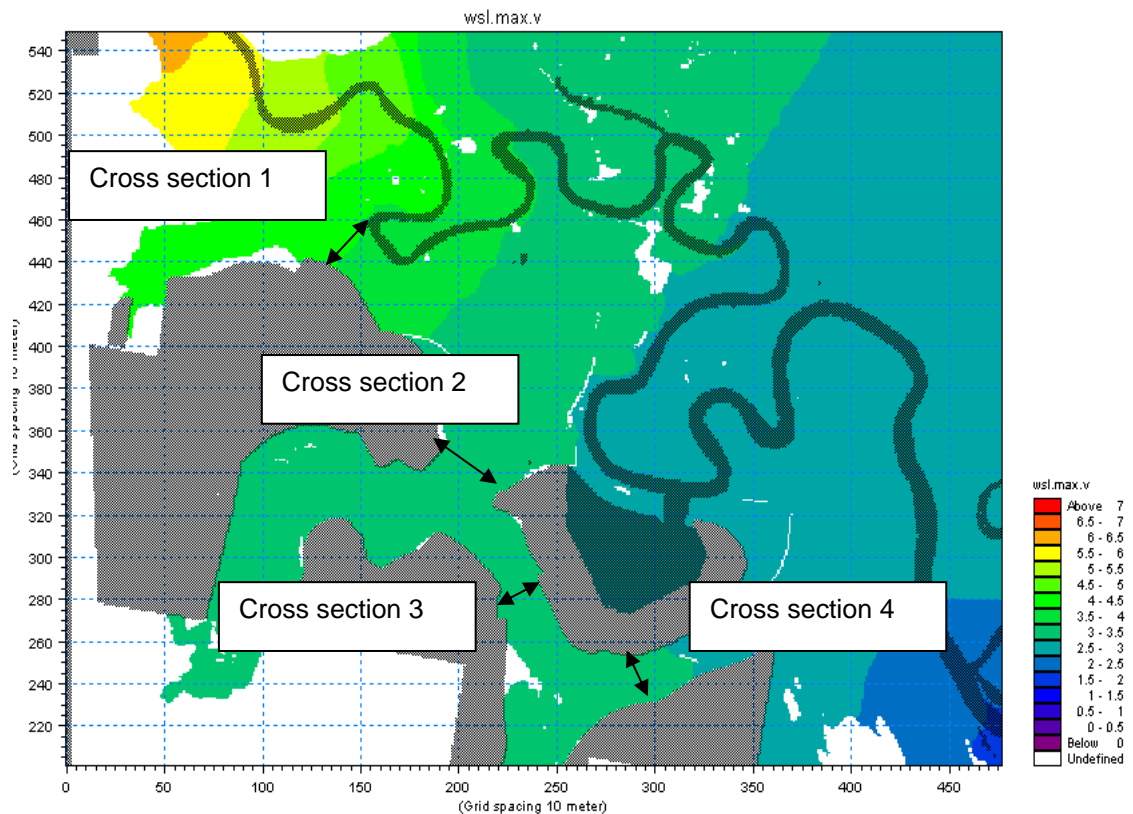 wsl.max.v
540
520
500
480
460
440
420
400
380
360
340
320
300
280
260
240
220
Cross section 1
Cross section 2
Cross section 3
Cross section 4
(Grid spacing 10 meter)
0 50 100 150 200 250 300 350 400 450
(Grid spacing 10 meter)
wsl.max.v
Above 7
6.5 - 7
6 - 6.5
5.5 - 6
5 - 5.5
4.5 - 5
4 - 4.5
3.5 - 4
3 - 3.5
2.5 - 3
2 - 2.5
1.5 - 2
1 - 1.5
0.5 - 1
0 - 0.5
Below 0
Undefined